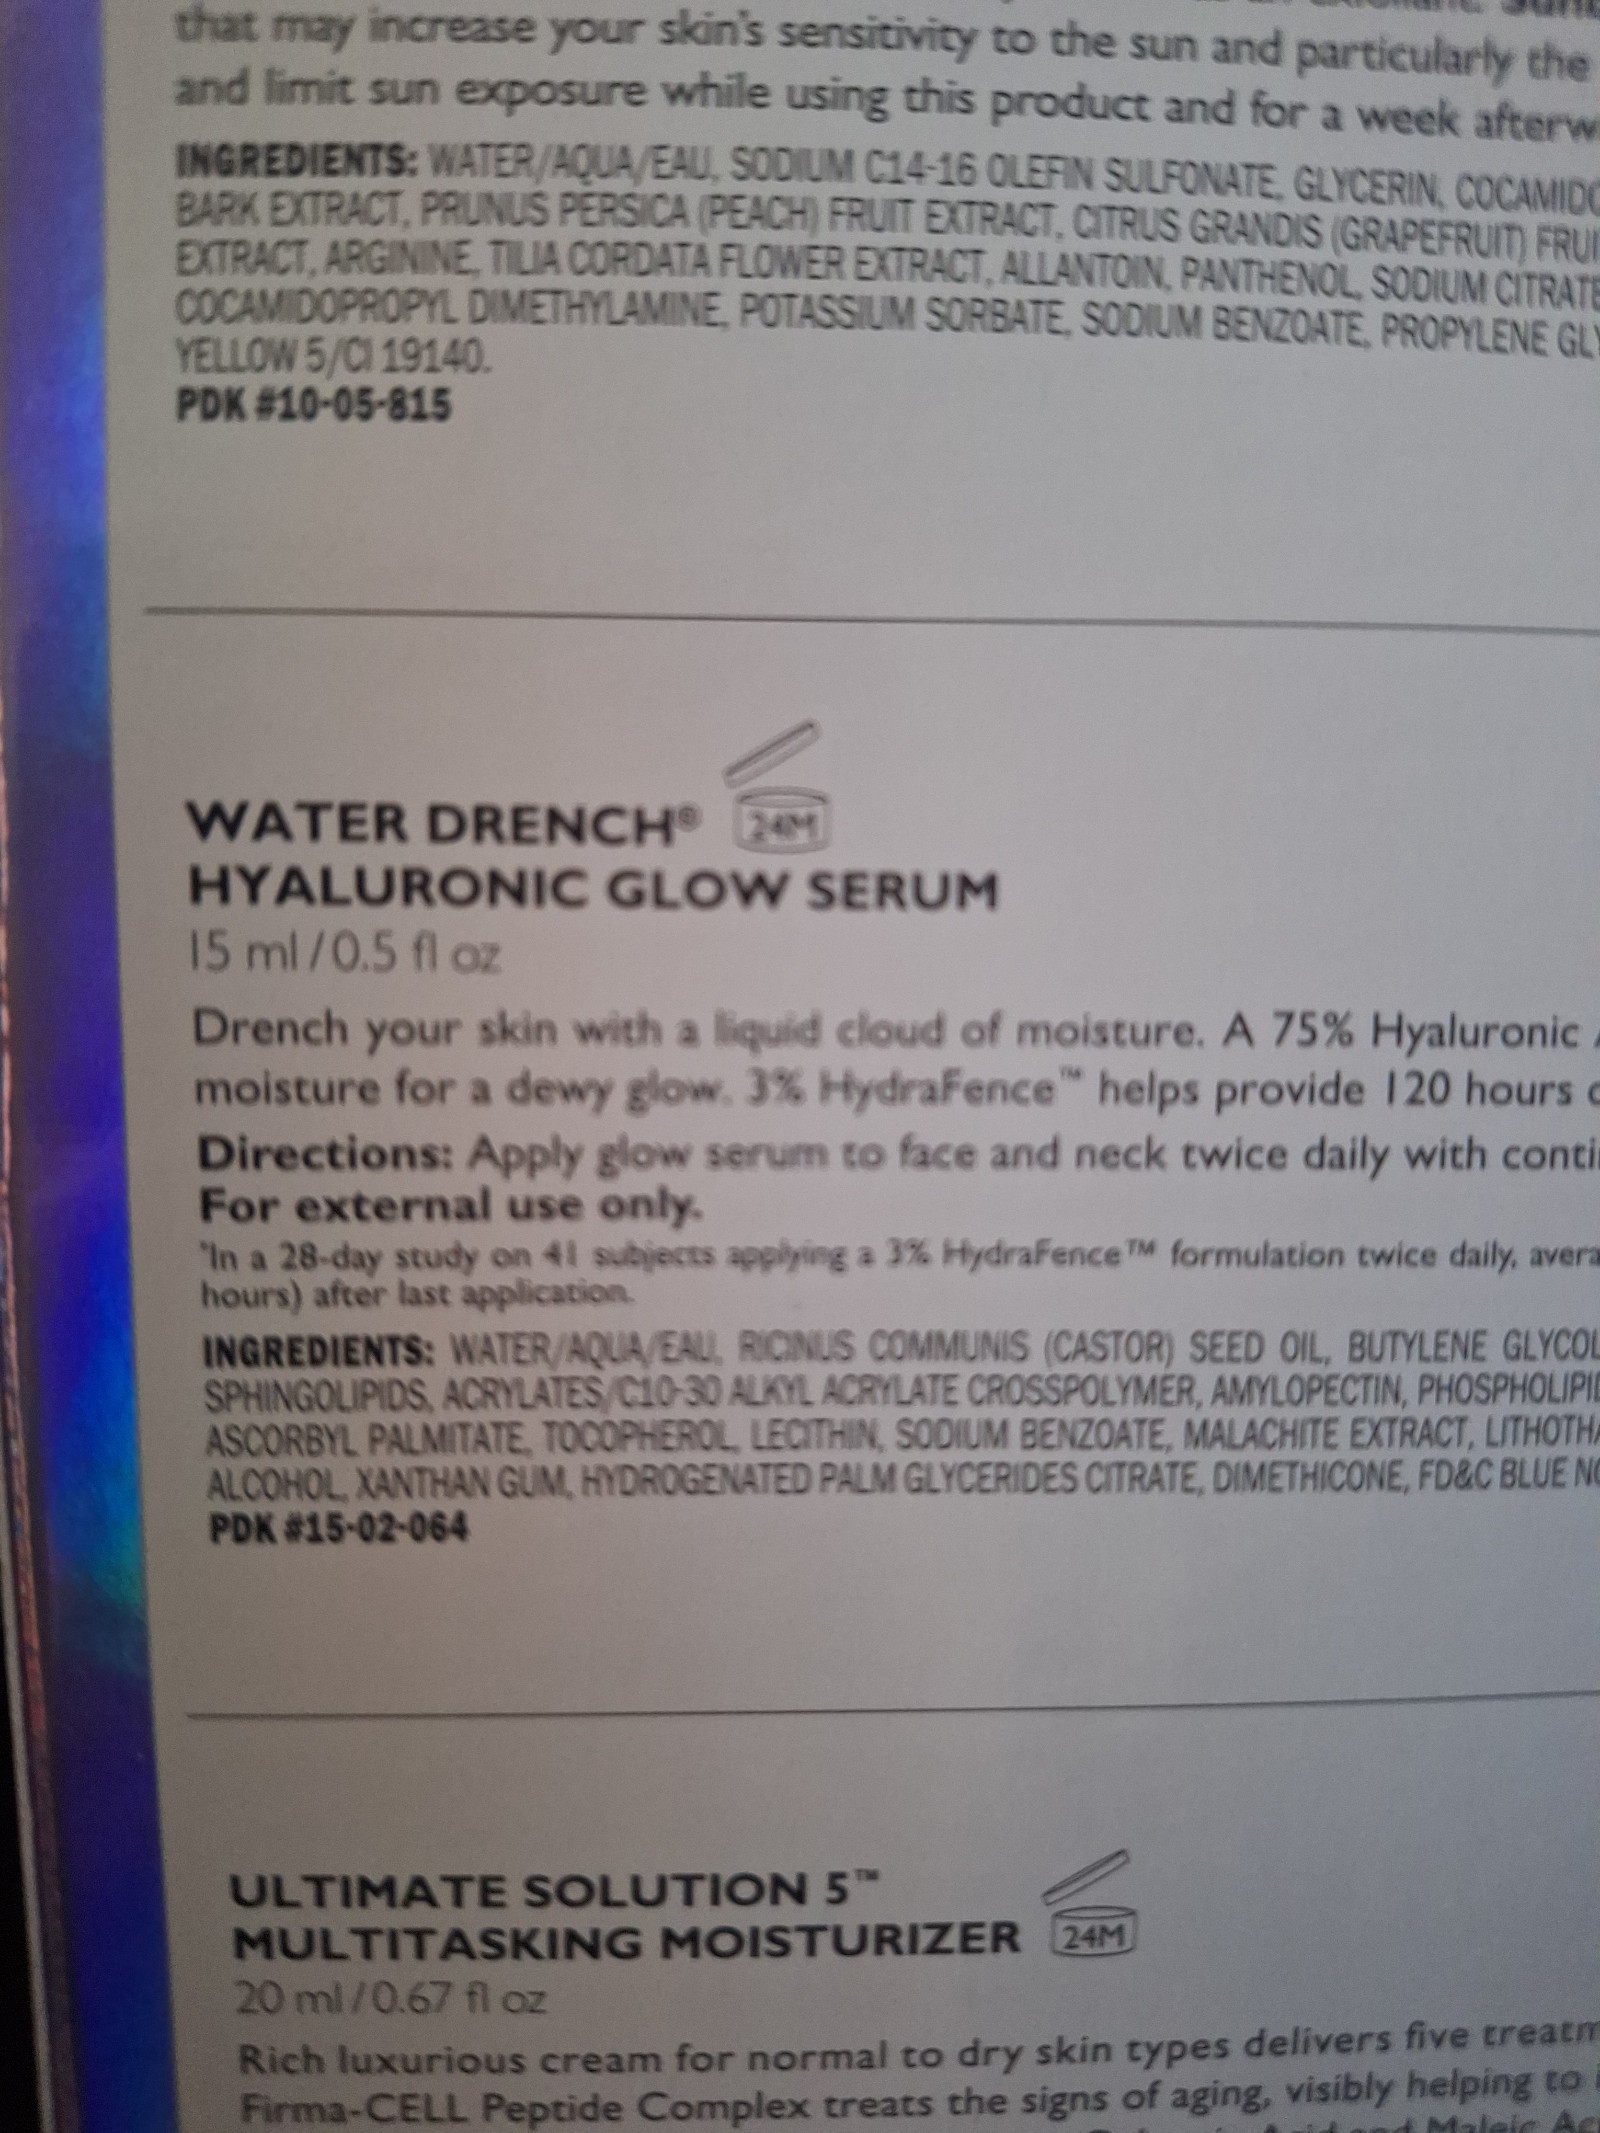 that may increase your skin's sensitivity to the sun and particularly the
and limit sun exposure while using this product and for a week afterw
INGREDIENTS: WATER/AQUA/EAU, SODIUM C14-16 OLEFIN SULFONATE, GLYCERIN, COCAMIDO
BARK EXTRACT, PRUNUS PERSICA (PEACH) FRUIT EXTRACT, CITRUS GRANDIS (GRAPEFRUIT) FRUI
EXTRACT, ARGININE, TILIA CORDATA FLOWER EXTRACT, ALLANTOIN, PANTHENOL, SODIUM CITRATE
COCAMIDOPROPYL DIMETHYLAMINE, POTASSIUM SORBATE, SODIUM BENZOATE, PROPYLENE GLY
YELLOW 5/CI 19140.
PDK #10-05-815
WATER DRENCH® 24M
HYALURONIC GLOW SERUM
15 ml/0.5 fl oz
Drench your skin with a liquid cloud of moisture. A 75% Hyaluronic
moisture for a dewy glow. 3% HydraFence™ helps provide 120 hours
Directions: Apply glow serum to face and neck twice daily with conti
For external use only.
*In a 28-day study on 41 subjects applying a 3% HydraFence™ formulation twice daily, avera
hours) after last application.
INGREDIENTS: WATER/AQUA/EAU, RICINUS COMMUNIS (CASTOR) SEED OIL, BUTYLENE GLYCOL
SPHINGOLIPIDS, ACRYLATES/C10-30 ALKYL ACRYLATE CROSSPOLYMER, AMYLOPECTIN, PHOSPHOLIPID
ASCORBYL PALMITATE, TOCOPHEROL, LECITHIN, SODIUM BENZOATE, MALACHITE EXTRACT, LITHOTHA
ALCOHOL, XANTHAN GUM, HYDROGENATED PALM GLYCERIDES CITRATE, DIMETHICONE, FD&C BLUE NO
PDK #15-02-064
ULTIMATE SOLUTION 5™
MULTITASKING MOISTURIZER 24M
20 ml/0.67 fl oz
Rich luxurious cream for normal to dry skin types delivers five treatm
Firma-CELL Peptide Complex treats the signs of aging, visibly helping to